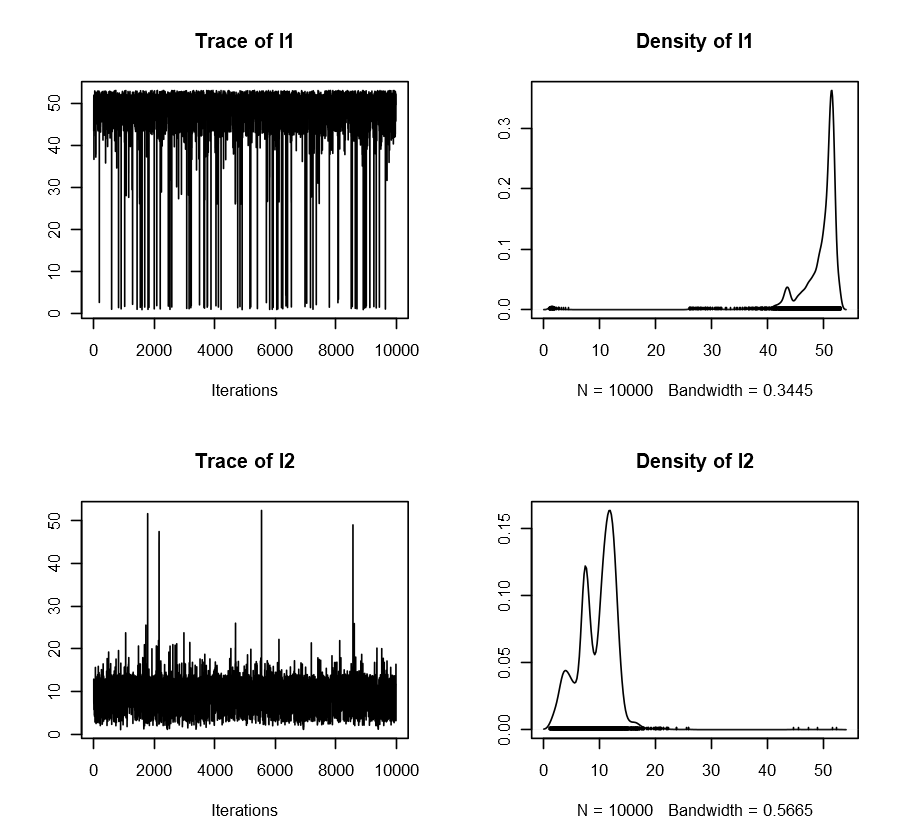 Trace of l1
0 10 20 30 40 50
0 2000 4000 6000 8000 10000
Iterations
Density of l1
0.0 0.1 0.2 0.3
0 10 20 30 40 50
N = 10000 Bandwidth = 0.3445
Trace of l2
0 10 20 30 40 50
0 2000 4000 6000 8000 10000
Iterations
Density of l2
0.00 0.05 0.10 0.15
0 10 20 30 40 50
N = 10000 Bandwidth = 0.5665